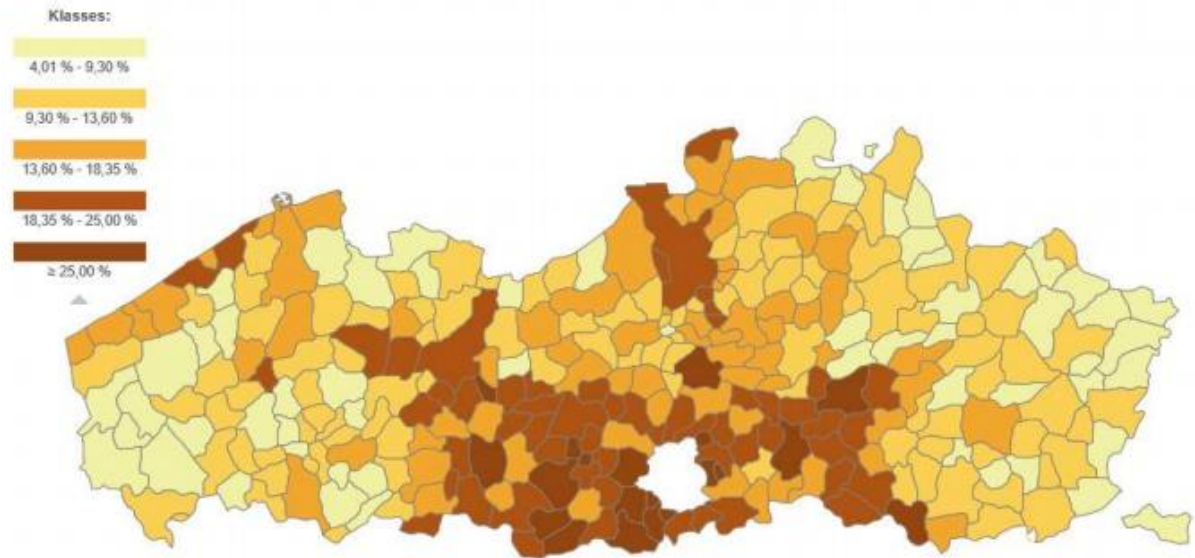 Klasses:
4,01 % - 9,30 %
9,30 % - 13,60 %
13,60 % - 18,35 %
18,35 % - 25,00 %
≥ 25,00 %